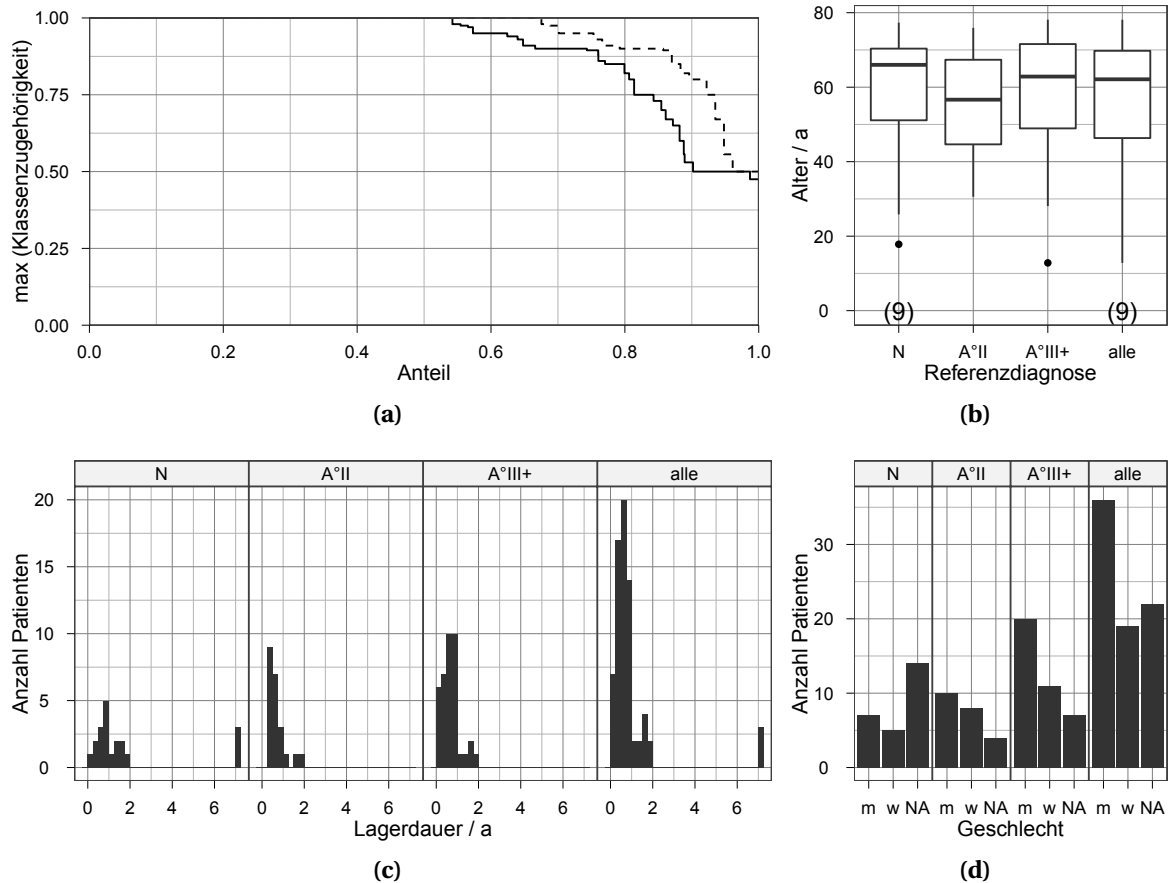 max (Klassenzugehörigkeit)
1.00
0.75
0.50
0.25
0.00
0.0 0.2 0.4 0.6 0.8 1.0
Anteil
(a)
Alter / a
80
60
40
20
0
(9) (9)
N A°II A°III+ alle
Referenzdiagnose
(b)
N A°II A°III+ alle
Anzahl Patienten
20
15
10
5
0
0 2 4 6 0 2 4 6 0 2 4 6 0 2 4 6
Lagerdauer / a
(c)
N A°II A°III+ alle
Anzahl Patienten
30
20
10
0
m w NA m w NA m w NA m w NA
Geschlecht
(d)